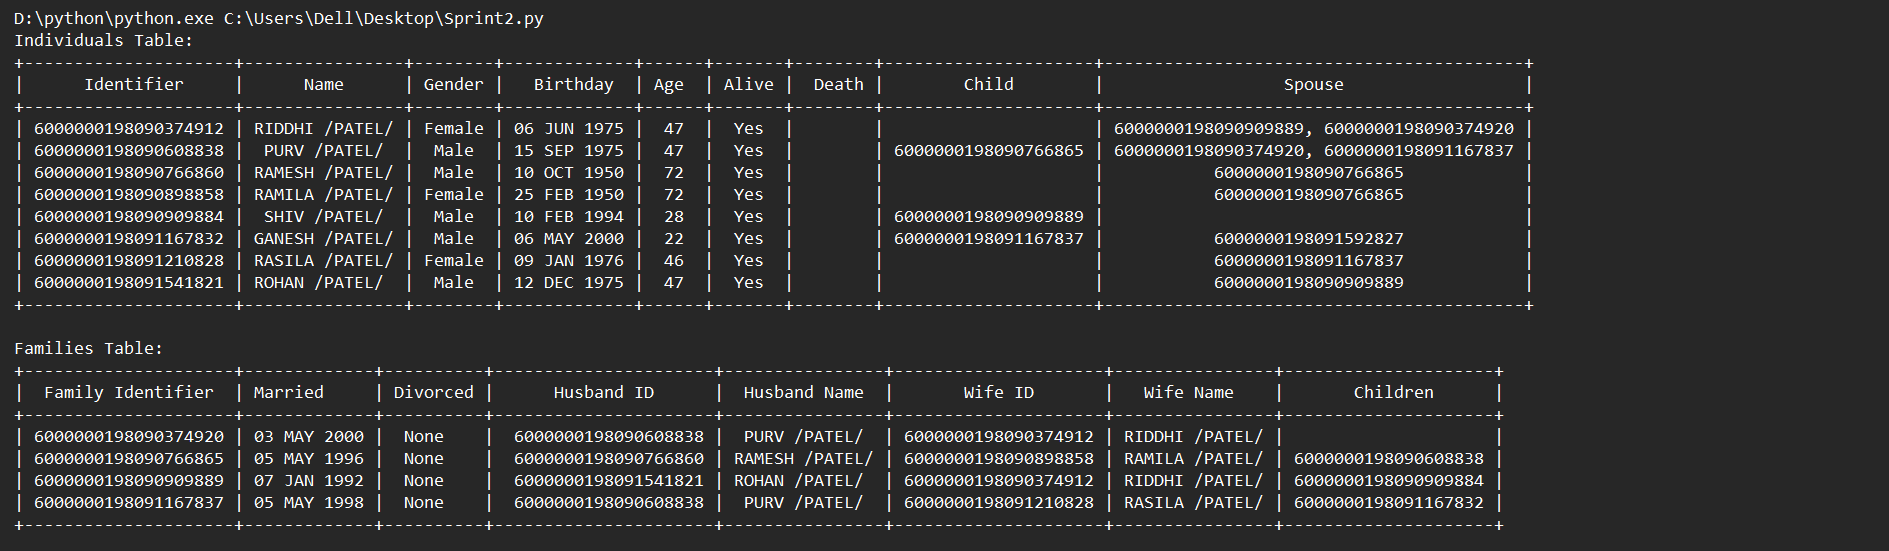 D:\python\python.exe C:\Users\Dell\Desktop\Sprint2.py
Individuals Table:
+---------------------+----------------+--------+-------------+------+-------+--------+---------------------+------------------------------------------+
|      Identifier     |      Name      | Gender |   Birthday  | Age  | Alive |  Death |        Child        |                  Spouse                  |
+---------------------+----------------+--------+-------------+------+-------+--------+---------------------+------------------------------------------+
| 6000000198090374912 | RIDDHI /PATEL/ | Female | 06 JUN 1975 |  47  |  Yes  |        |                     | 6000000198090909889, 6000000198090374920 |
| 6000000198090608838 |  PURV /PATEL/  |  Male  | 15 SEP 1975 |  47  |  Yes  |        | 6000000198090766865 | 6000000198090374920, 6000000198091167837 |
| 6000000198090766860 | RAMESH /PATEL/ |  Male  | 10 OCT 1950 |  72  |  Yes  |        |                     |           6000000198090766865            |
| 6000000198090898858 | RAMILA /PATEL/ | Female | 25 FEB 1950 |  72  |  Yes  |        |                     |           6000000198090766865            |
| 6000000198090909884 |  SHIV /PATEL/  |  Male  | 10 FEB 1994 |  28  |  Yes  |        | 6000000198090909889 |                                          |
| 6000000198091167832 | GANESH /PATEL/ |  Male  | 06 MAY 2000 |  22  |  Yes  |        | 6000000198091167837 |           6000000198091592827            |
| 6000000198091210828 | RASILA /PATEL/ | Female | 09 JAN 1976 |  46  |  Yes  |        |                     |           6000000198091167837            |
| 6000000198091541821 | ROHAN /PATEL/  |  Male  | 12 DEC 1975 |  47  |  Yes  |        |                     |           6000000198090909889            |
+---------------------+----------------+--------+-------------+------+-------+--------+---------------------+------------------------------------------+
Families Table:
+---------------------+-------------+----------+----------------------+----------------+---------------------+----------------+---------------------+
|  Family Identifier  | Married     | Divorced |      Husband ID      |  Husband Name  |       Wife ID       |   Wife Name    |       Children      |
+---------------------+-------------+----------+----------------------+----------------+---------------------+----------------+---------------------+
| 6000000198090374920 | 03 MAY 2000 |  None    |  6000000198090608838 |  PURV /PATEL/  | 6000000198090374912 | RIDDHI /PATEL/ |                     |
| 6000000198090766865 | 05 MAY 1996 |  None    |  6000000198090766860 | RAMESH /PATEL/ | 6000000198090898858 | RAMILA /PATEL/ | 6000000198090608838 |
| 6000000198090909889 | 07 JAN 1992 |  None    |  6000000198091541821 | ROHAN /PATEL/  | 6000000198090374912 | RIDDHI /PATEL/ | 6000000198090909884 |
| 6000000198091167837 | 05 MAY 1998 |  None    |  6000000198090608838 |  PURV /PATEL/  | 6000000198091210828 | RASILA /PATEL/ | 6000000198091167832 |
+---------------------+-------------+----------+----------------------+----------------+---------------------+----------------+---------------------+